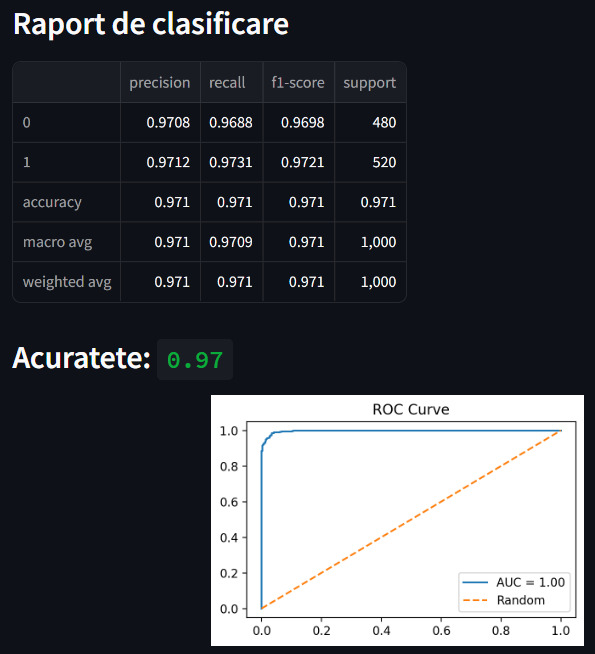 Raport de clasificare
precision recall f1-score support
0 0.9708 0.9688 0.9698 480
1 0.9712 0.9731 0.9721 520
accuracy 0.971 0.971 0.971 0.971
macro avg 0.971 0.9709 0.971 1,000
weighted avg 0.971 0.971 0.971 1,000
Acuratete: 0.97
ROC Curve
1.0
0.8
0.6
0.4
0.2
0.0
AUC = 1.00
Random
0.0 0.2 0.4 0.6 0.8 1.0